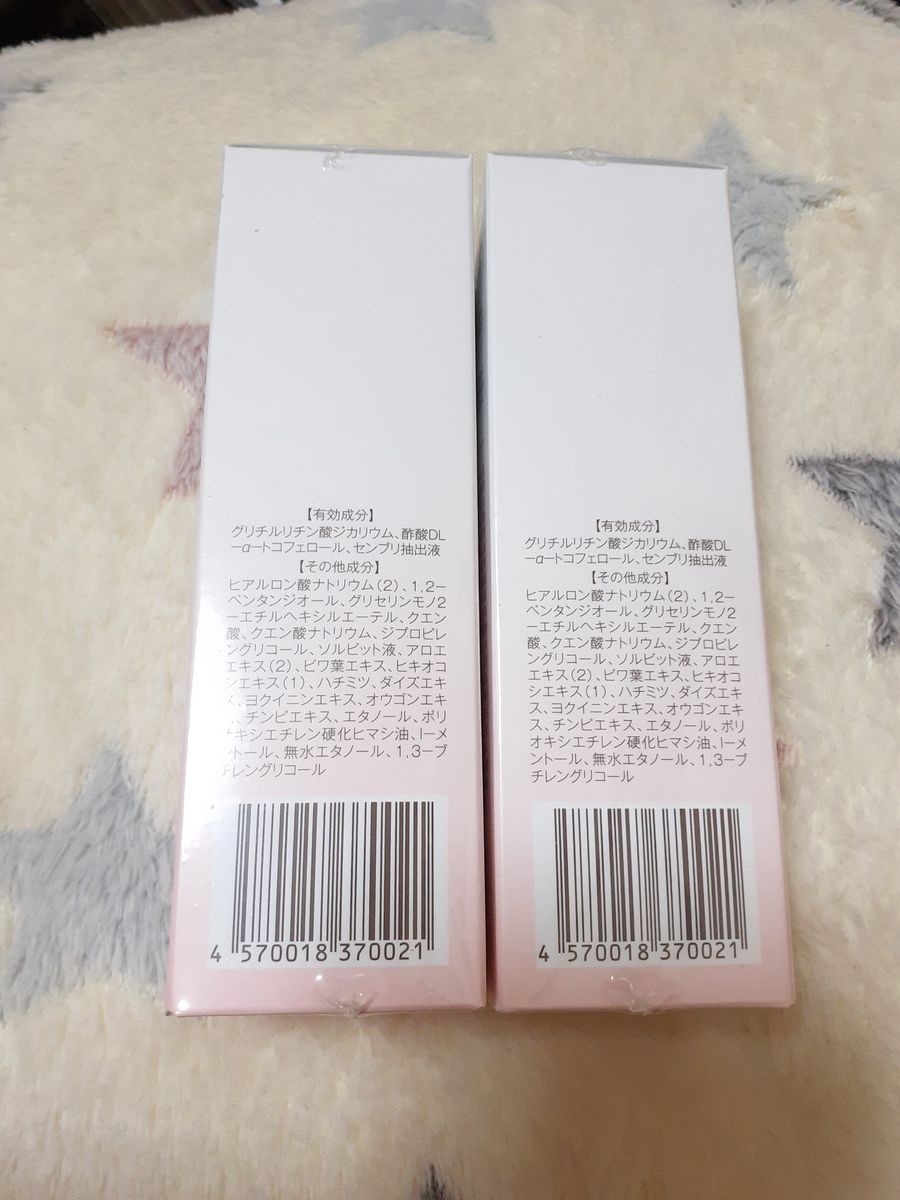 【有効成分】
グリチルリチン酸ジカリウム、酢酸DL
ーαートコフェロール、センブリ抽出液
【その他成分】
ヒアルロン酸ナトリウム(2)、1,2ー
ペンタンジオール、グリセリンモノ2
ーエチルヘキシルエーテル、クエン
酸、クエン酸ナトリウム、ジプロピレ
ングリコール、ソルビット液、アロエ
エキス(2)、ビワ葉エキス、ヒキオコ
シエキス(1)、ハチミツ、ダイズエキ
ス、ヨクイニンエキス、オウゴンエキ
ス、チンピエキス、エタノール、ポリ
オキシエチレン硬化ヒマシ油、lーメ
ントール、無水エタノール、1,3ーブ
チレングリコール
4 570018 370021
【有効成分】
グリチルリチン酸ジカリウム、酢酸DL
ーαートコフェロール、センブリ抽出液
【その他成分】
ヒアルロン酸ナトリウム(2)、1,2ー
ペンタンジオール、グリセリンモノ2
ーエチルヘキシルエーテル、クエン
酸、クエン酸ナトリウム、ジプロピレ
ングリコール、ソルビット液、アロエ
エキス(2)、ビワ葉エキス、ヒキオコ
シエキス(1)、ハチミツ、ダイズエキ
ス、ヨクイニンエキス、オウゴンエキ
ス、チンピエキス、エタノール、ポリ
オキシエチレン硬化ヒマシ油、lーメ
ントール、無水エタノール、1,3ーブ
チレングリコール
4 570018 370021